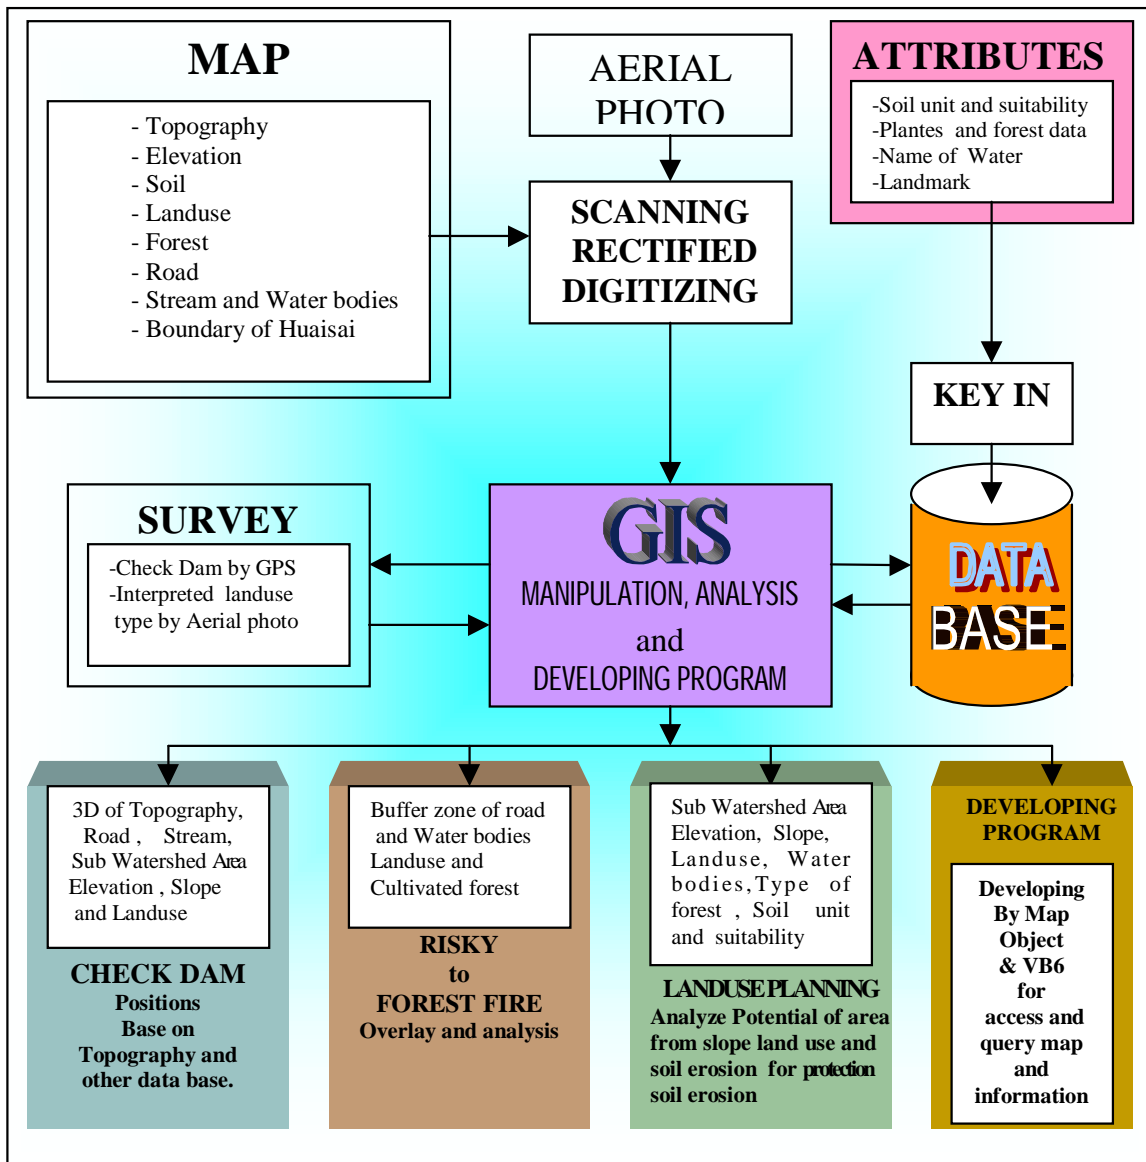 MAP
- Topography
- Elevation
- Soil
- Landuse
- Forest
- Road
- Stream and Water bodies
- Boundary of Huaisai
AERIAL
PHOTO
SCANNING
RECTIFIED
DIGITIZING
ATTRIBUTES
-Soil unit and suitability
-Plantes and forest data
-Name of Water
-Landmark
KEY IN
SURVEY
-Check Dam by GPS
-Interpreted landuse
type by Aerial photo
GIS
MANIPULATION, ANALYSIS
and
DEVELOPING PROGRAM
DATA
BASE
3D of Topography,
Road , Stream,
Sub Watershed Area
Elevation , Slope
and Landuse
CHECK DAM
Positions
Base on
Topography and
other data base.
Buffer zone of road
and Water bodies
Landuse and
Cultivated forest
RISKY
to
FOREST FIRE
Overlay and analysis
Sub Watershed Area
Elevation, Slope,
Landuse, Water
bodies,Type of
forest , Soil unit
and suitability
LANDUSE PLANNING
Analyze Potential of area
from slope land use and
soil erosion for protection
soil erosion
DEVELOPING
PROGRAM
Developing
By Map
Object
& VB6
for
access and
query map
and
information